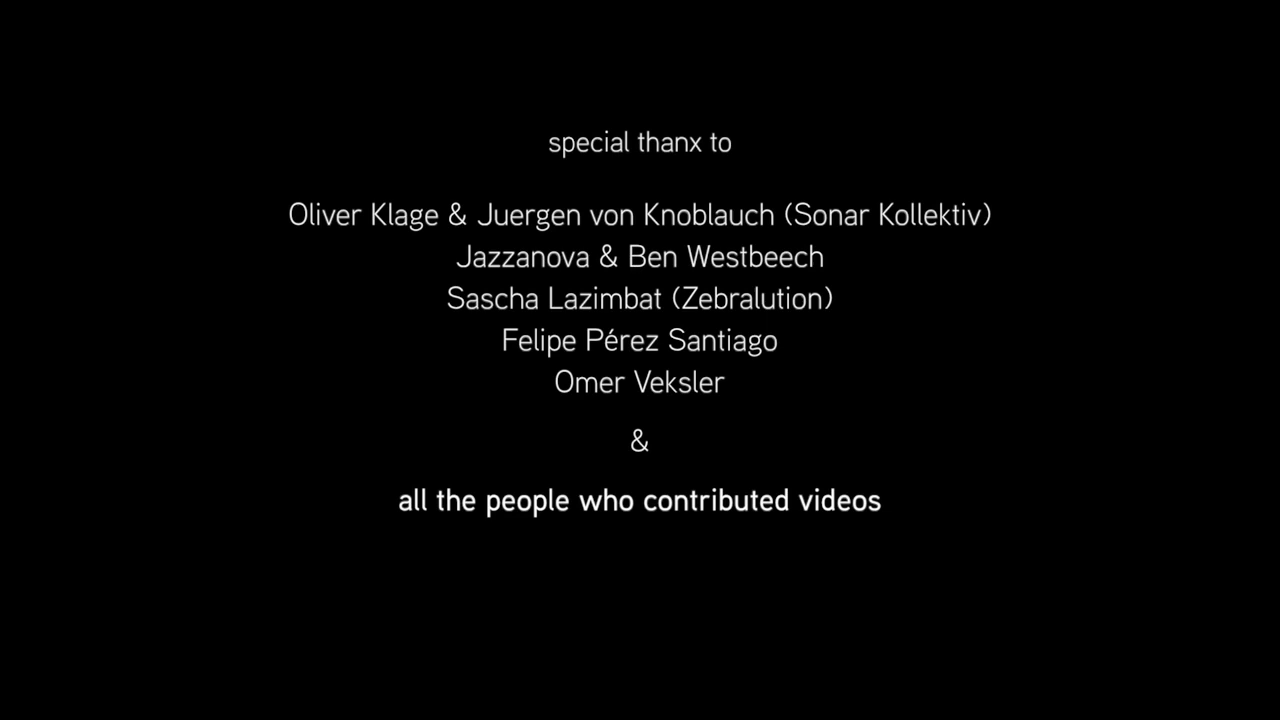 special thanx to
Oliver Klage & Juergen von Knoblauch (Sonar Kollektiv)
Jazzanova & Ben Westbeech
Sascha Lazimbat (Zebralution)
Felipe Pérez Santiago
Omer Veksler
&
all the people who contributed videos